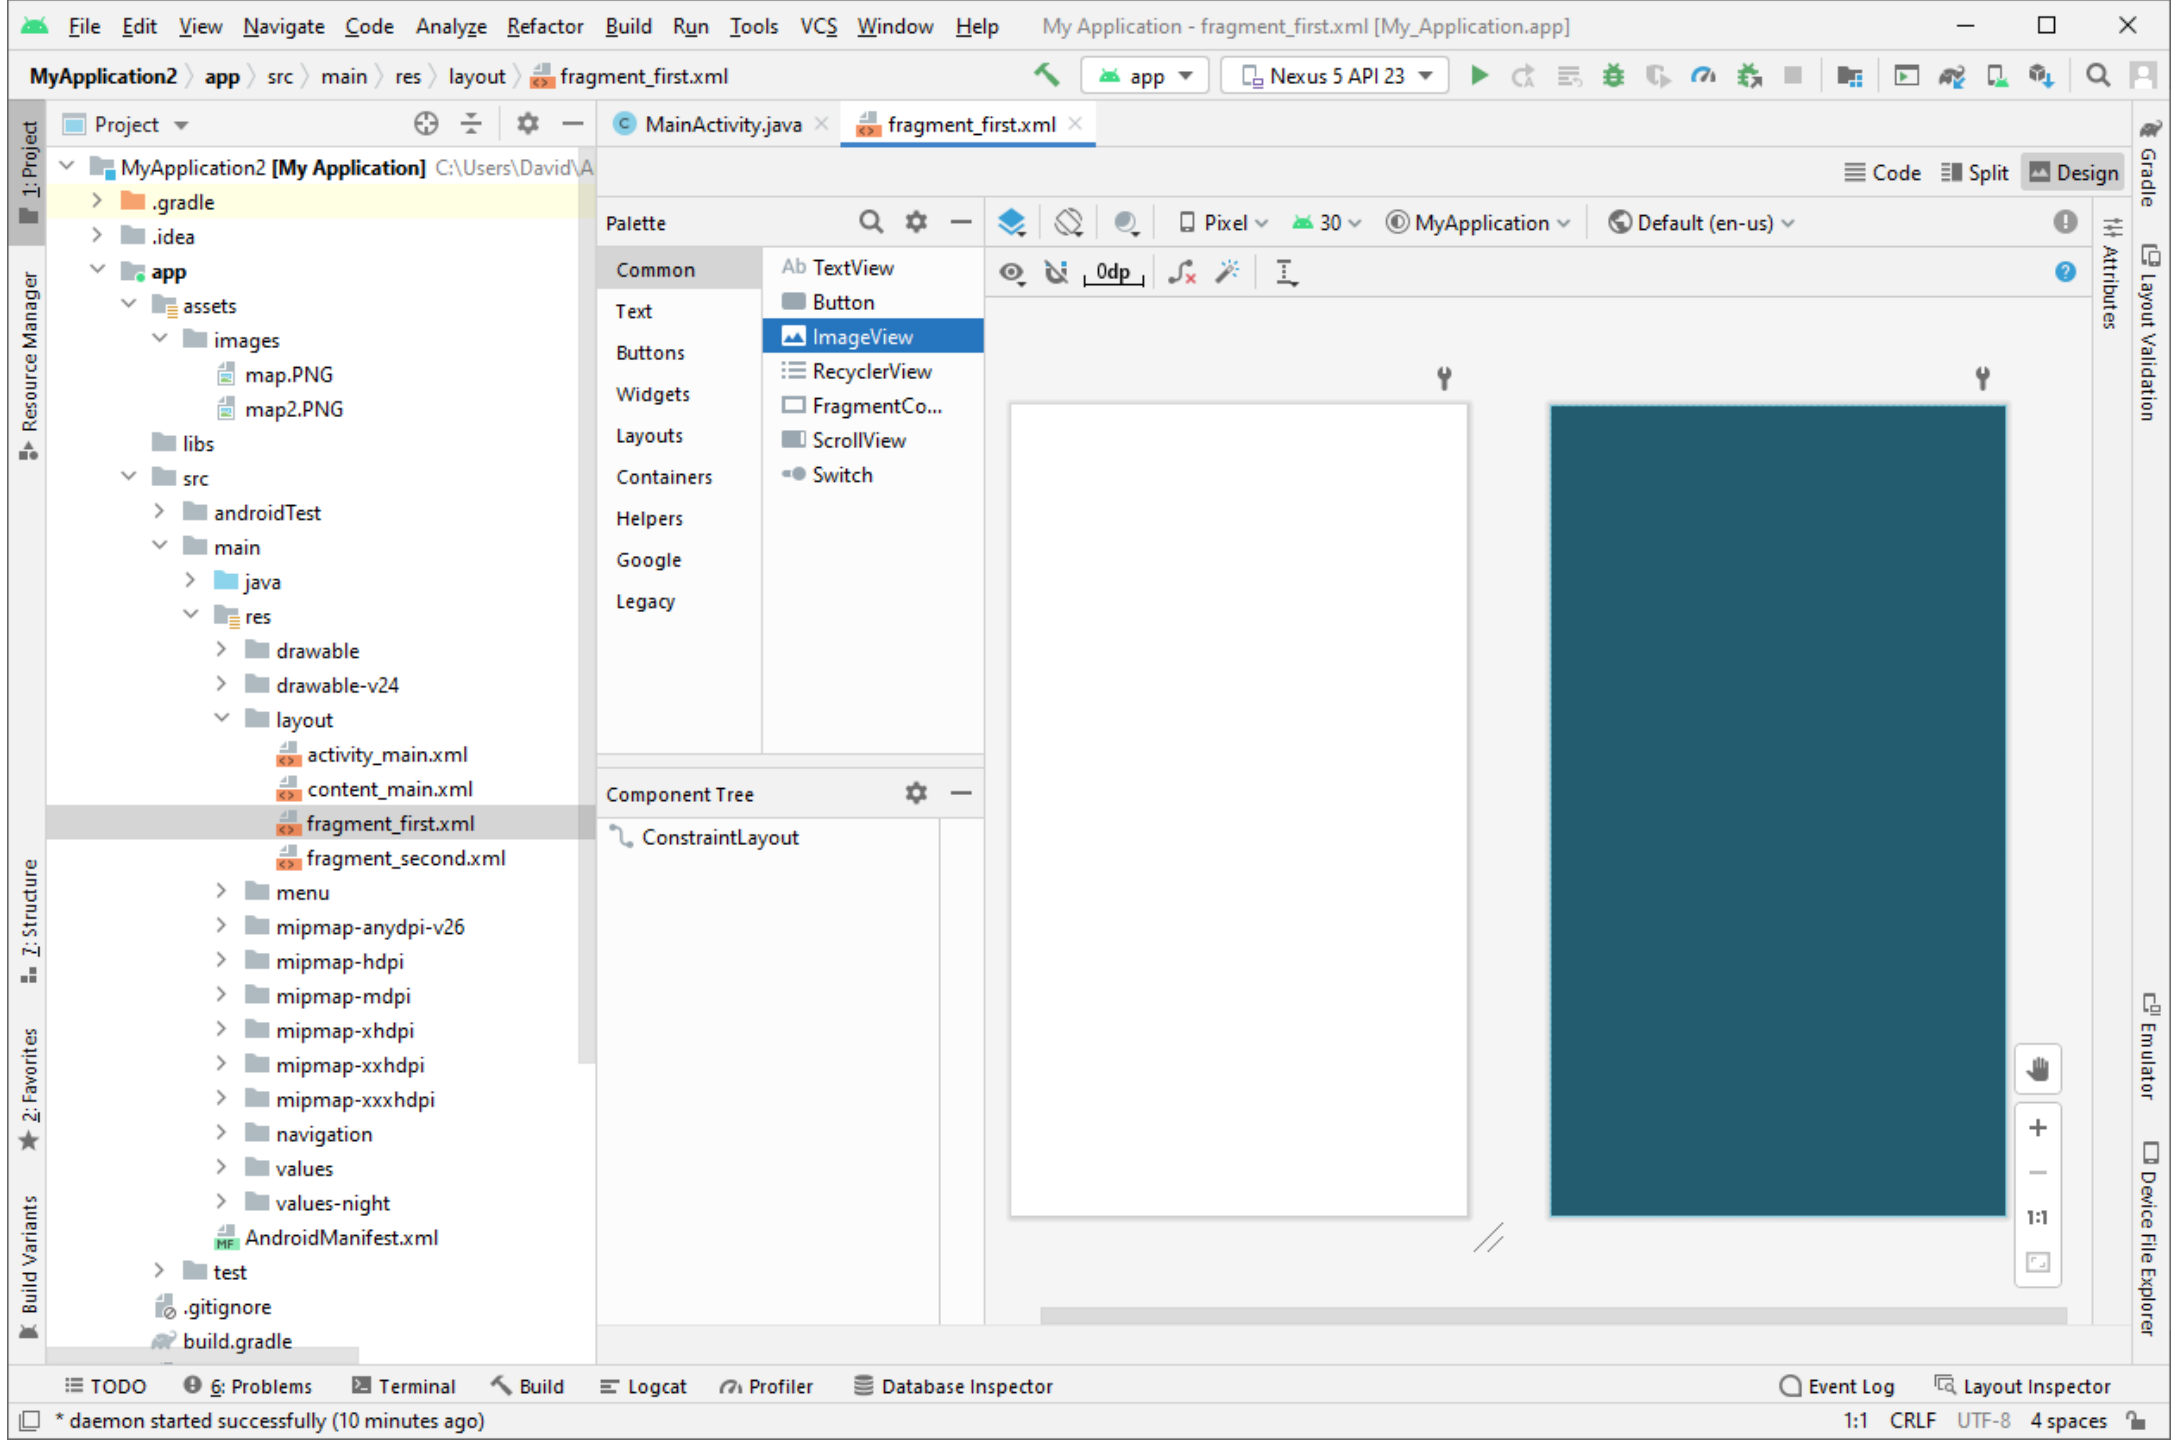 File Edit View Navigate Code Analyze Refactor Build Run Tools VCS Window Help My Application - fragment_first.xml [My_Application.app]
MyApplication2 app src main res layout fragment_first.xml app Nexus 5 API 23
Project
MainActivity.java fragment_first.xml
MyApplication2 [My Application] C:\Users\David\A
.gradle
.idea
app
assets
images
map.PNG
map2.PNG
libs
src
androidTest
main
java
res
drawable
drawable-v24
layout
activity_main.xml
content_main.xml
fragment_first.xml
fragment_second.xml
menu
mipmap-anydpi-v26
mipmap-hdpi
mipmap-mdpi
mipmap-xhdpi
mipmap-xxhdpi
mipmap-xxxhdpi
navigation
values
values-night
AndroidManifest.xml
test
.gitignore
build.gradle
Code Split Design
Palette
Common
Text
Buttons
Widgets
Layouts
Containers
Helpers
Google
Legacy
Ab TextView
Button
ImageView
RecyclerView
FragmentCo...
ScrollView
Switch
Component Tree
ConstraintLayout
Pixel 30 MyApplication Default (en-us)
0dp
1:1
1: Project
Resource Manager
7: Structure
2: Favorites
Build Variants
Gradle
Attributes
Layout Validation
Emulator
Device File Explorer
TODO 6: Problems Terminal Build Logcat Profiler Database Inspector Event Log Layout Inspector
* daemon started successfully (10 minutes ago) 1:1 CRLF UTF-8 4 spaces